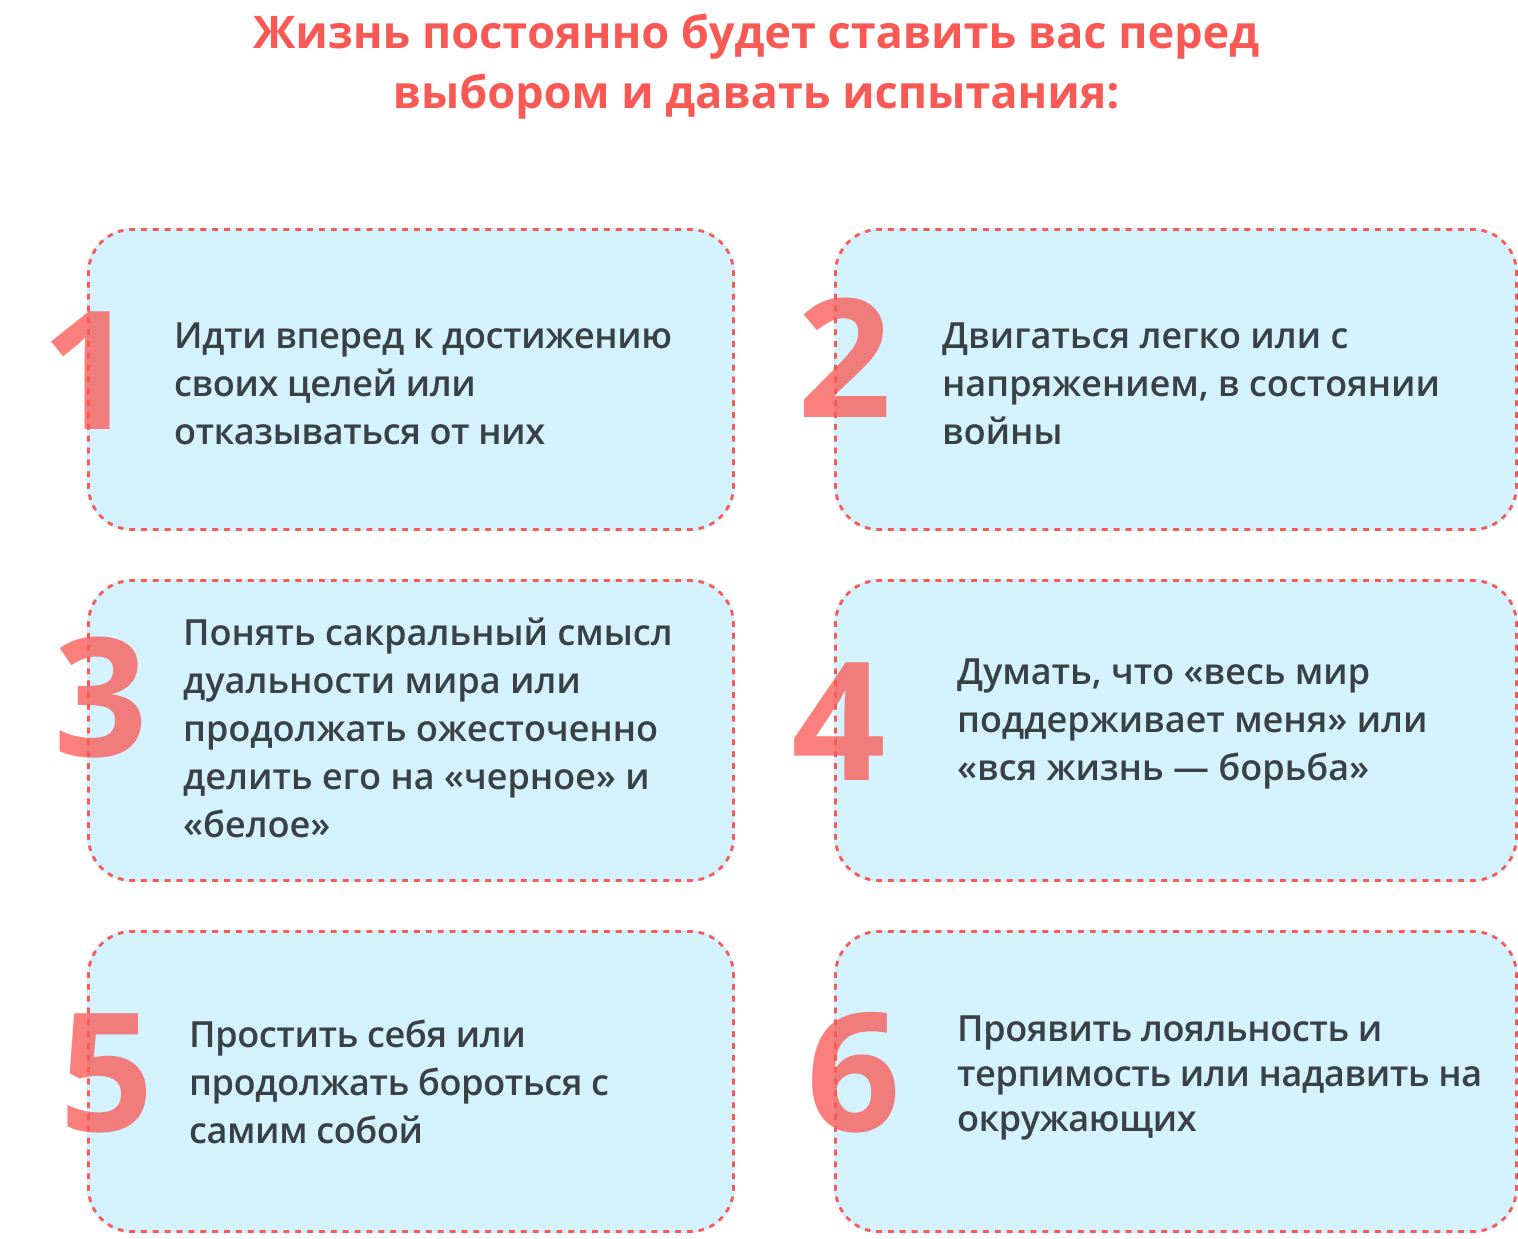 Жизнь постоянно будет ставить вас перед
выбором и давать испытания:
1
Идти вперед к достижению
своих целей или
отказываться от них
2
Двигаться легко или с
напряжением, в состоянии
войны
3
Понять сакральный смысл
дуальности мира или
продолжать ожесточенно
делить его на «черное» и
«белое»
4
Думать, что «весь мир
поддерживает меня» или
«вся жизнь — борьба»
5
Простить себя или
продолжать бороться с
самим собой
6
Проявить лояльность и
терпимость или надавить на
окружающих